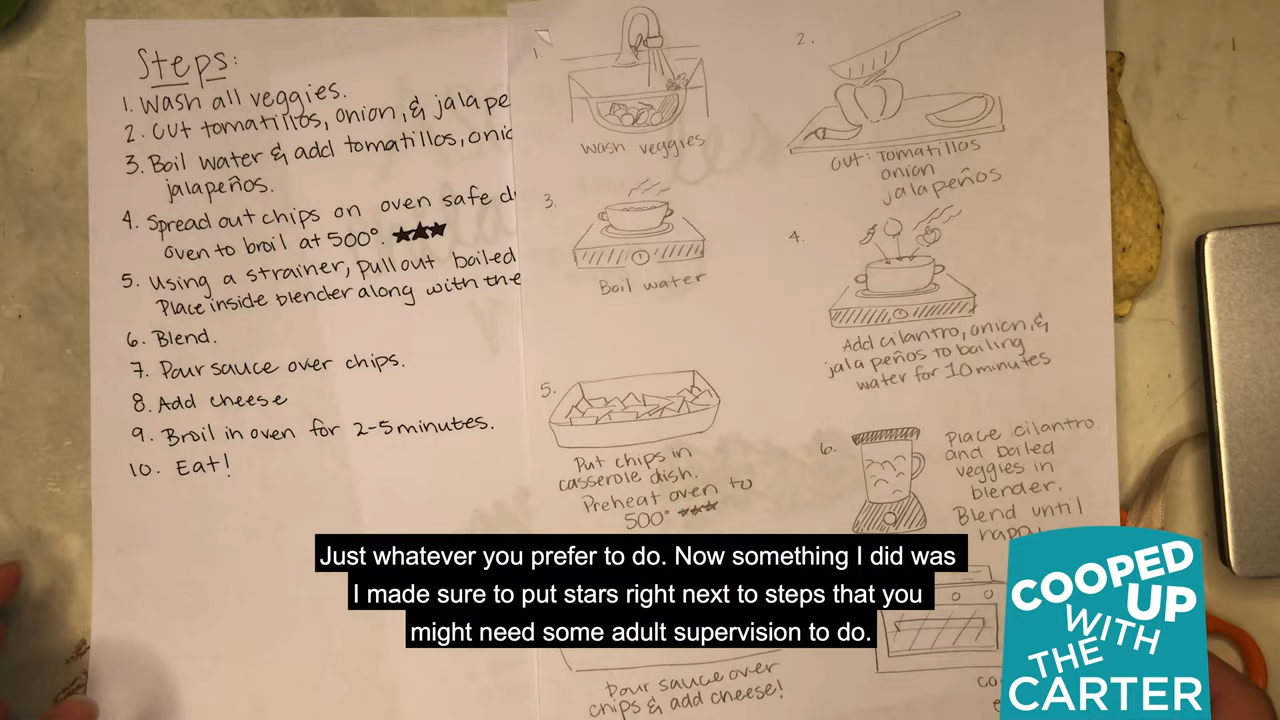 Steps:
1. Wash all veggies.
2. Cut tomatillos, onion, & jalape
3. Boil water & add tomatillos, onio
jalapeños.
4. Spread out chips on oven safe d
oven to broil at 500°. ★★★
5. Using a strainer, pull out boiled
Place inside blender along with the
6. Blend.
7. Pour sauce over chips.
8. Add cheese
9. Broil in oven for 2-5 minutes.
10. Eat!
1.
wash veggies
2.
cut: tomatillos
onion
jalapeños
3.
Boil water
4.
Add cilantro, onion, &
jalapeños to boiling
water for 10 minutes
5.
Put chips in
casserole dish.
Preheat oven to
500° ★★★
6.
Place cilantro
and boiled
veggies in
blender.
Blend until
Pour sauce over
chips & add cheese!
co
e
Just whatever you prefer to do. Now something I did was
I made sure to put stars right next to steps that you
might need some adult supervision to do.
COOPED
UP
WITH
THE
CARTER